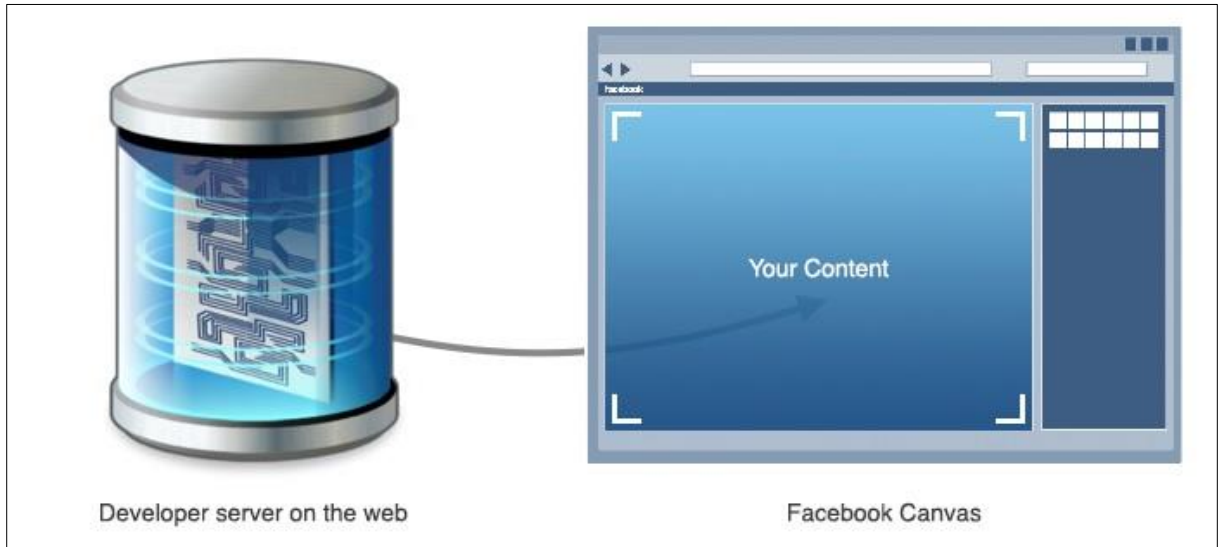 facebook
Your Content
Developer server on the web
Facebook Canvas